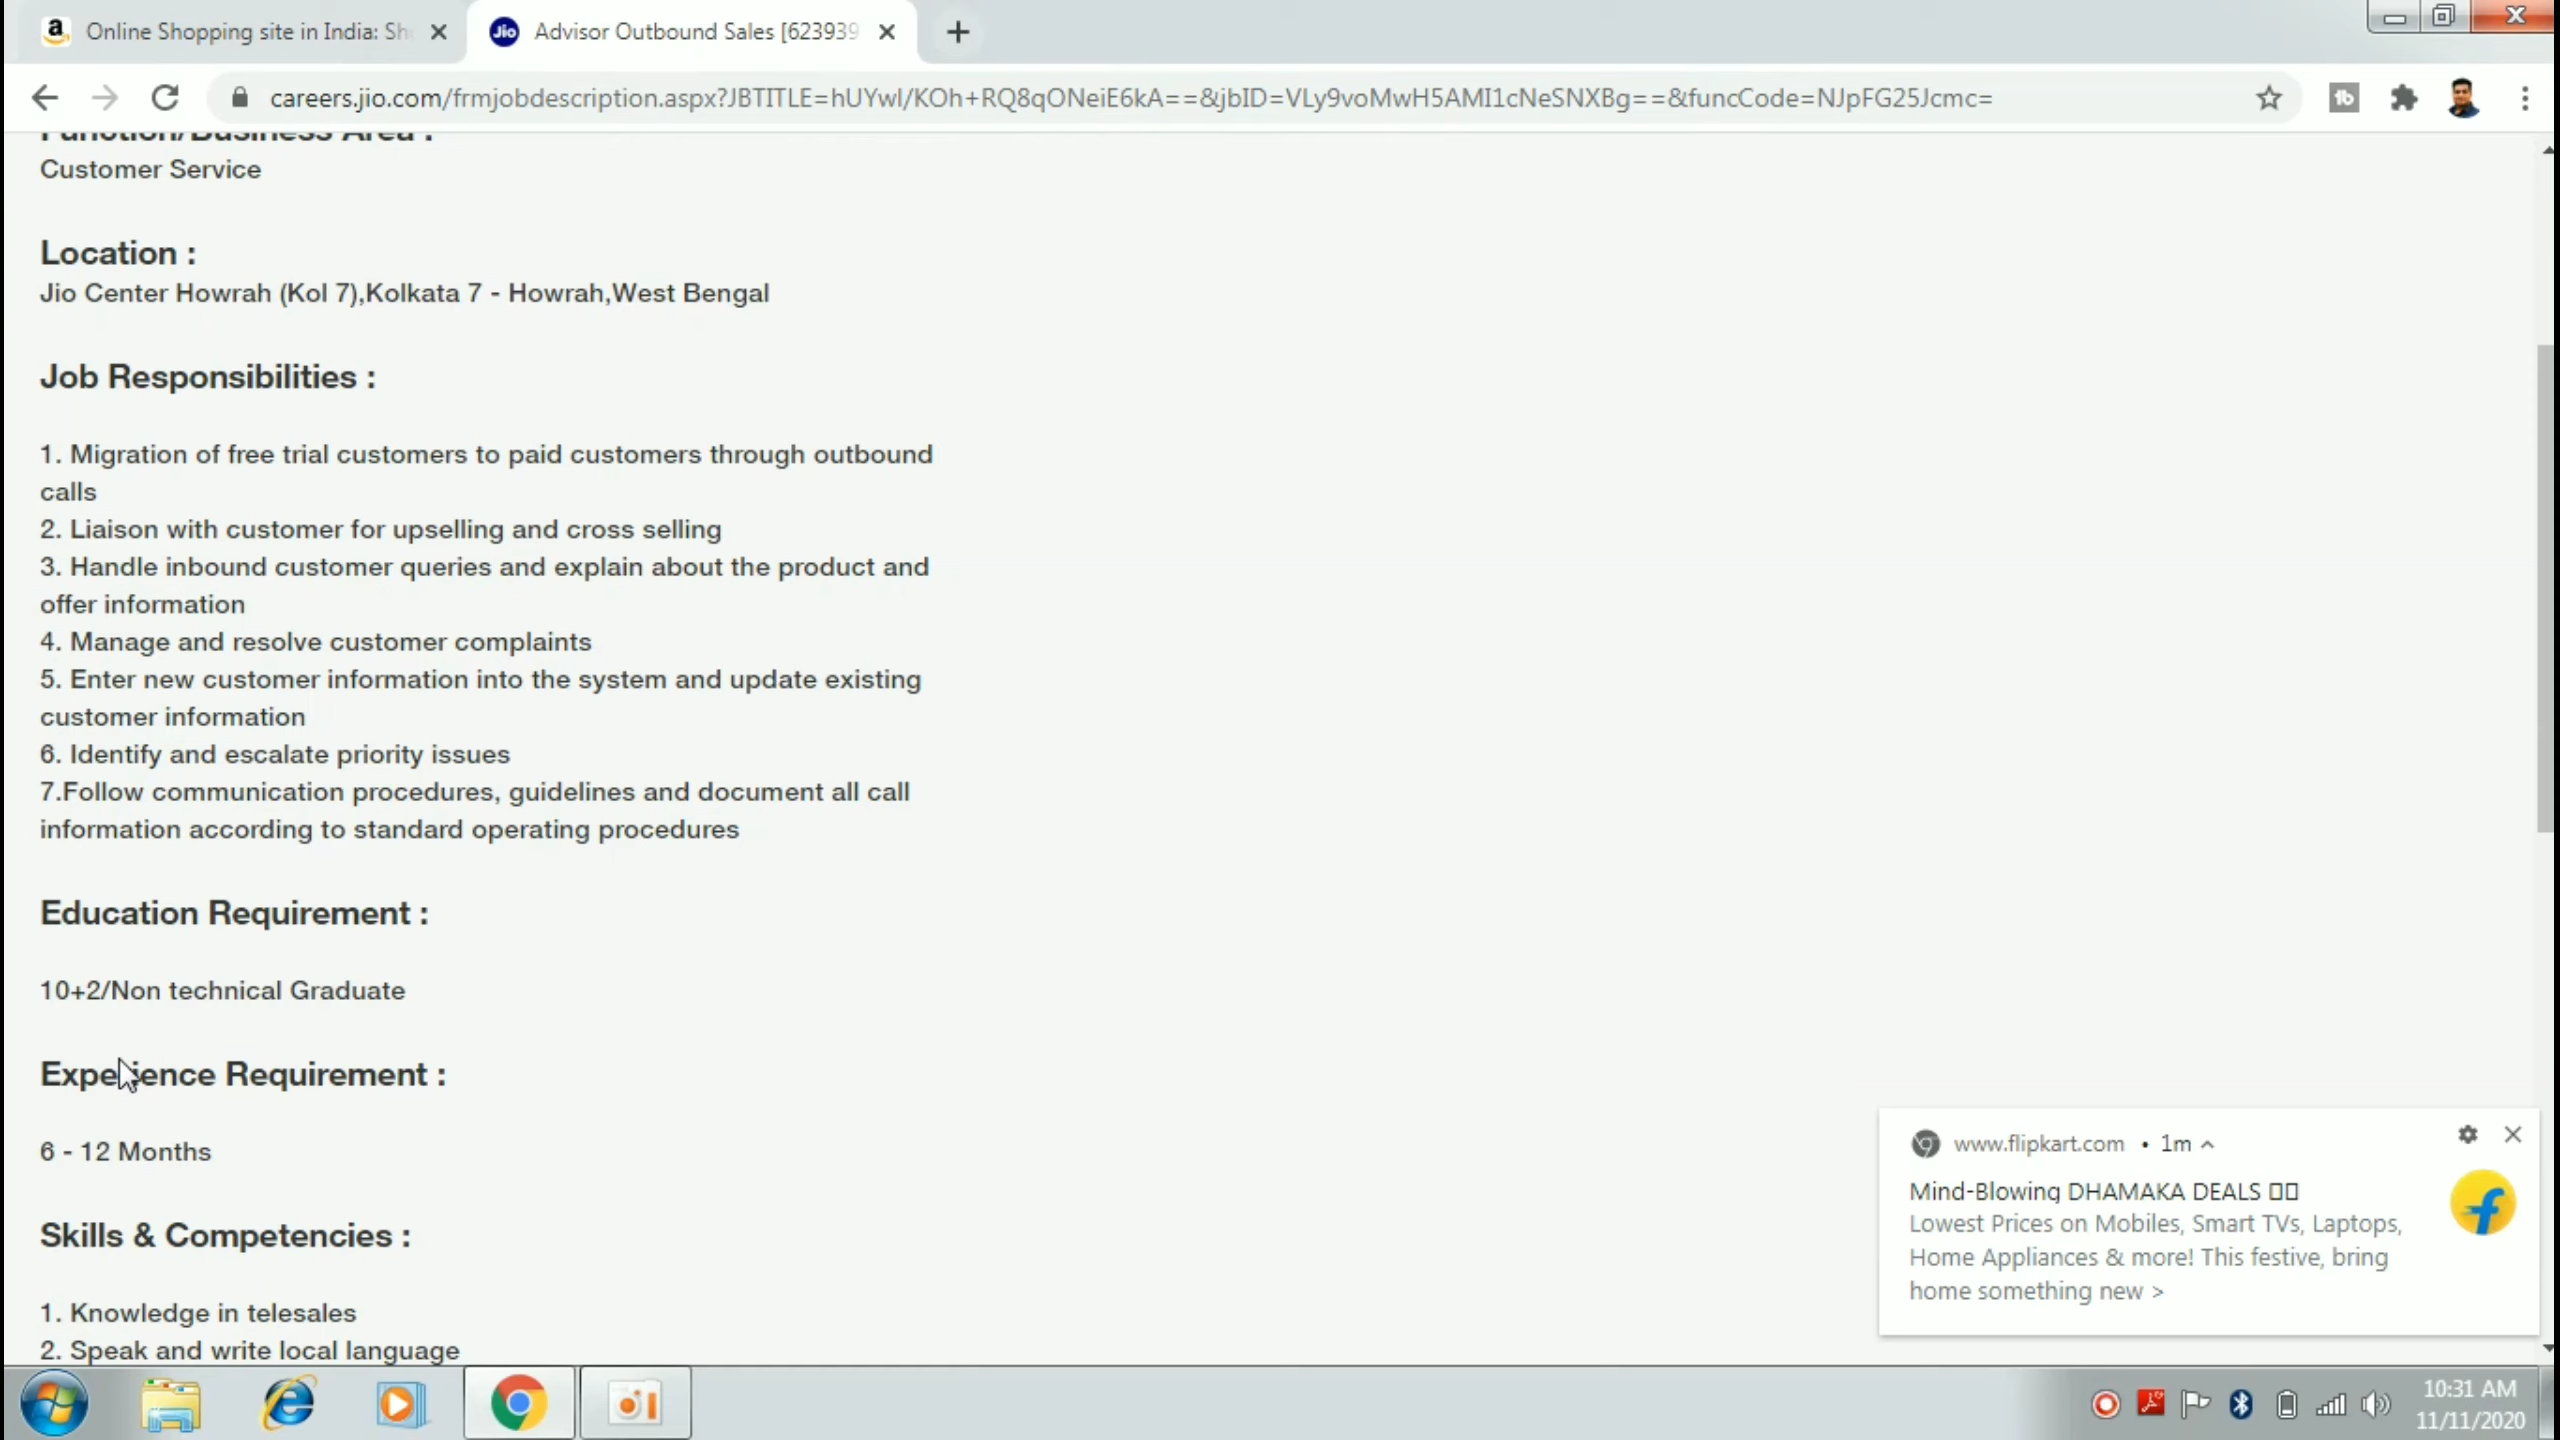 Online Shopping site in India: Sh
Advisor Outbound Sales [623939
careers.jio.com/frmjobdescription.aspx?JBTITLE=hUYwl/KOh+RQ8qONeiE6kA==&jbID=VLy9voMwH5AMI1cNeSNXBg==&funcCode=NJpFG25Jcmc=
Function/Business Area :
Customer Service
Location :
Jio Center Howrah (Kol 7),Kolkata 7 - Howrah,West Bengal
Job Responsibilities :
1. Migration of free trial customers to paid customers through outbound
calls
2. Liaison with customer for upselling and cross selling
3. Handle inbound customer queries and explain about the product and
offer information
4. Manage and resolve customer complaints
5. Enter new customer information into the system and update existing
customer information
6. Identify and escalate priority issues
7.Follow communication procedures, guidelines and document all call
information according to standard operating procedures
Education Requirement :
10+2/Non technical Graduate
Experience Requirement :
6 - 12 Months
Skills & Competencies :
1. Knowledge in telesales
2. Speak and write local language
www.flipkart.com • 1m
Mind-Blowing DHAMAKA DEALS
Lowest Prices on Mobiles, Smart TVs, Laptops,
Home Appliances & more! This festive, bring
home something new >
10:31 AM
11/11/2020